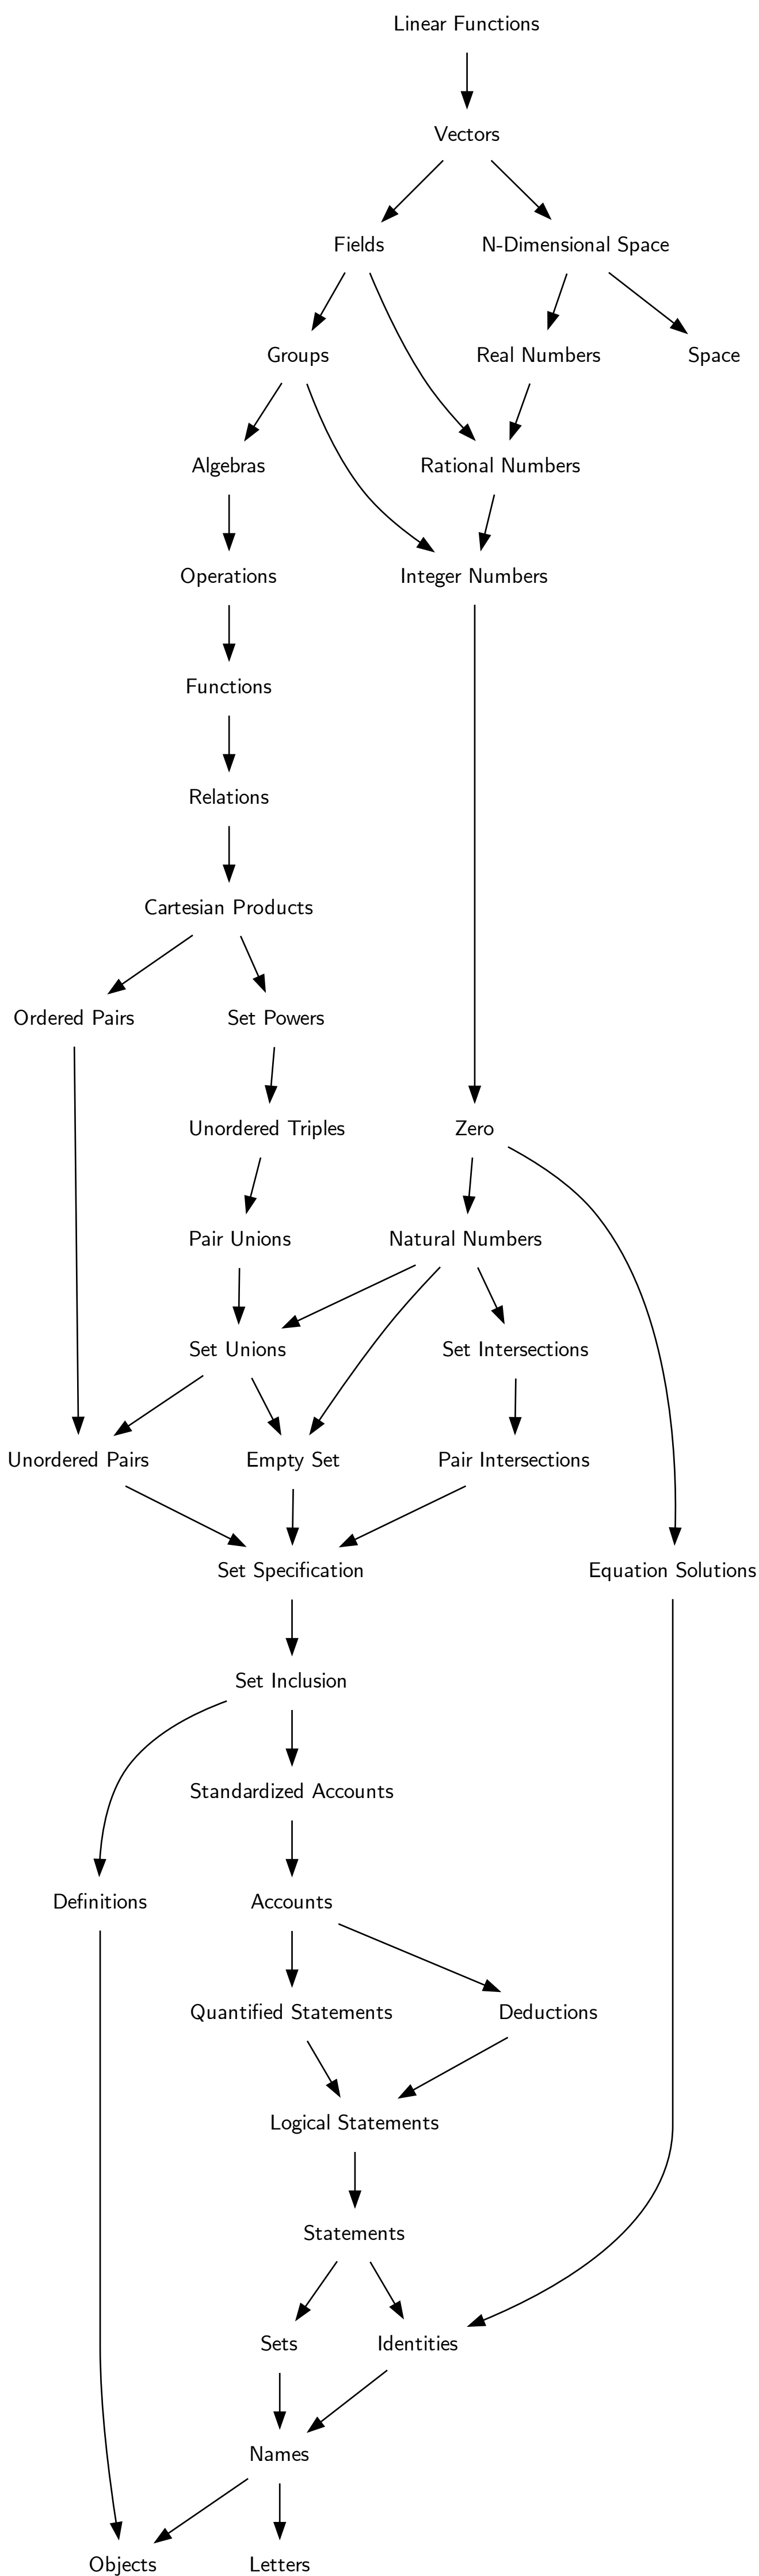 Linear Functions
Vectors
Fields
N-Dimensional Space
Groups
Real Numbers
Space
Algebras
Rational Numbers
Operations
Integer Numbers
Functions
Relations
Cartesian Products
Ordered Pairs
Set Powers
Unordered Triples
Zero
Pair Unions
Natural Numbers
Set Unions
Set Intersections
Unordered Pairs
Empty Set
Pair Intersections
Set Specification
Equation Solutions
Set Inclusion
Standardized Accounts
Definitions
Accounts
Quantified Statements
Deductions
Logical Statements
Statements
Sets
Identities
Names
Objects
Letters